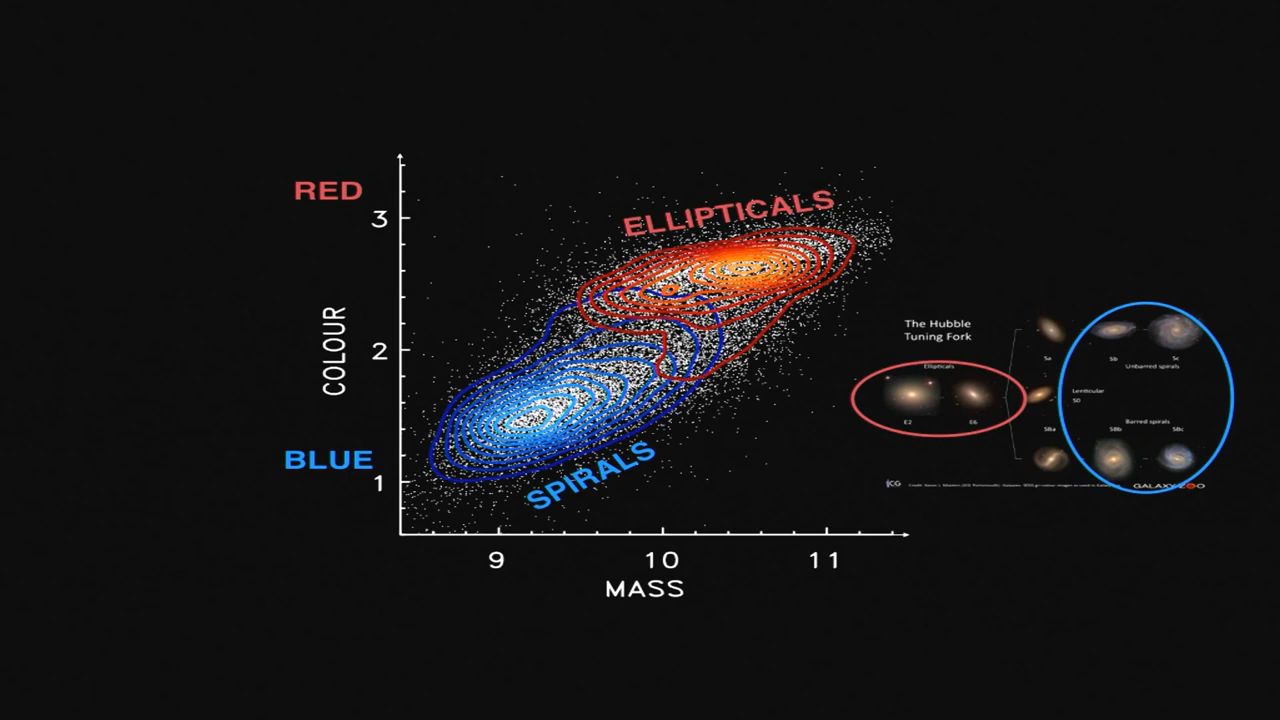 RED
3
ELLIPTICALS
COLOUR
2
BLUE
1
SPIRALS
9
10
11
MASS
The Hubble
Tuning Fork
Ellipticals
E2
E6
Sa
Sb
Sc
Unbarred spirals
Lenticular
S0
Barred spirals
SBa
SBb
SBc
ICG
GALAXY ZOO